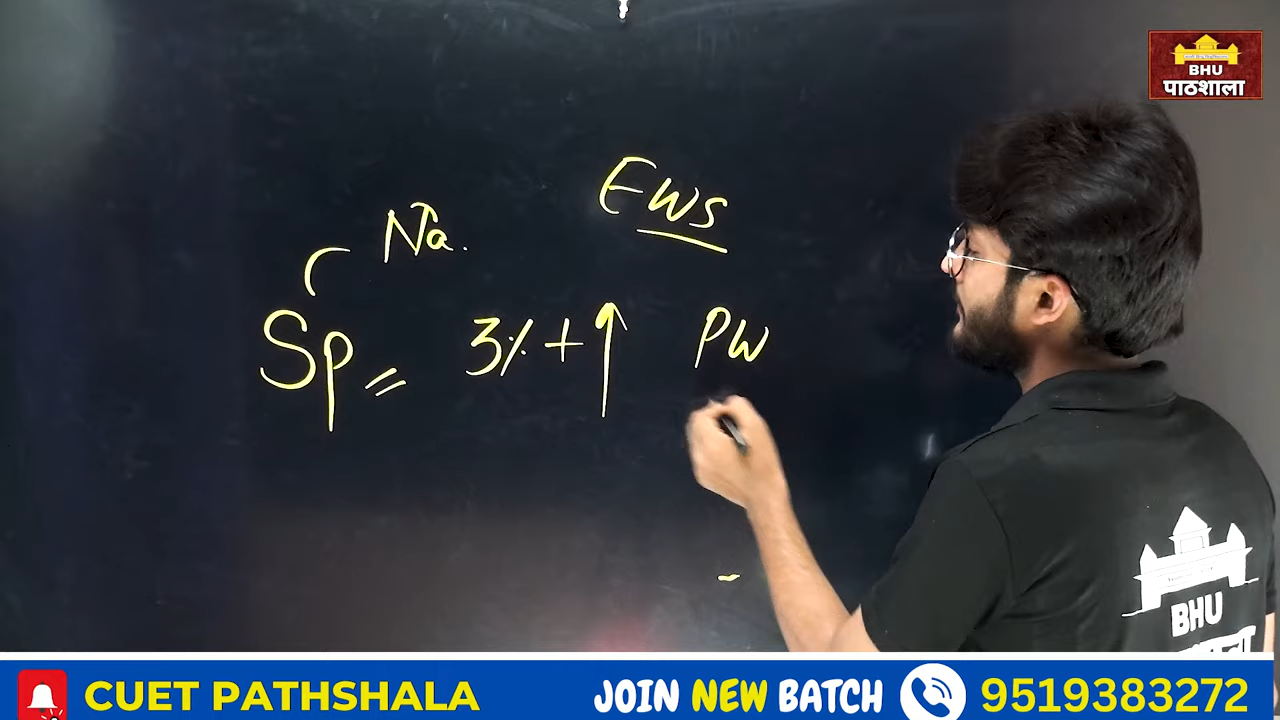 BHU
पाठशाला
EWS
Na.
Sp = 3% + ↑ PW
BHU
CUET PATHSHALA
JOIN NEW BATCH
9519383272